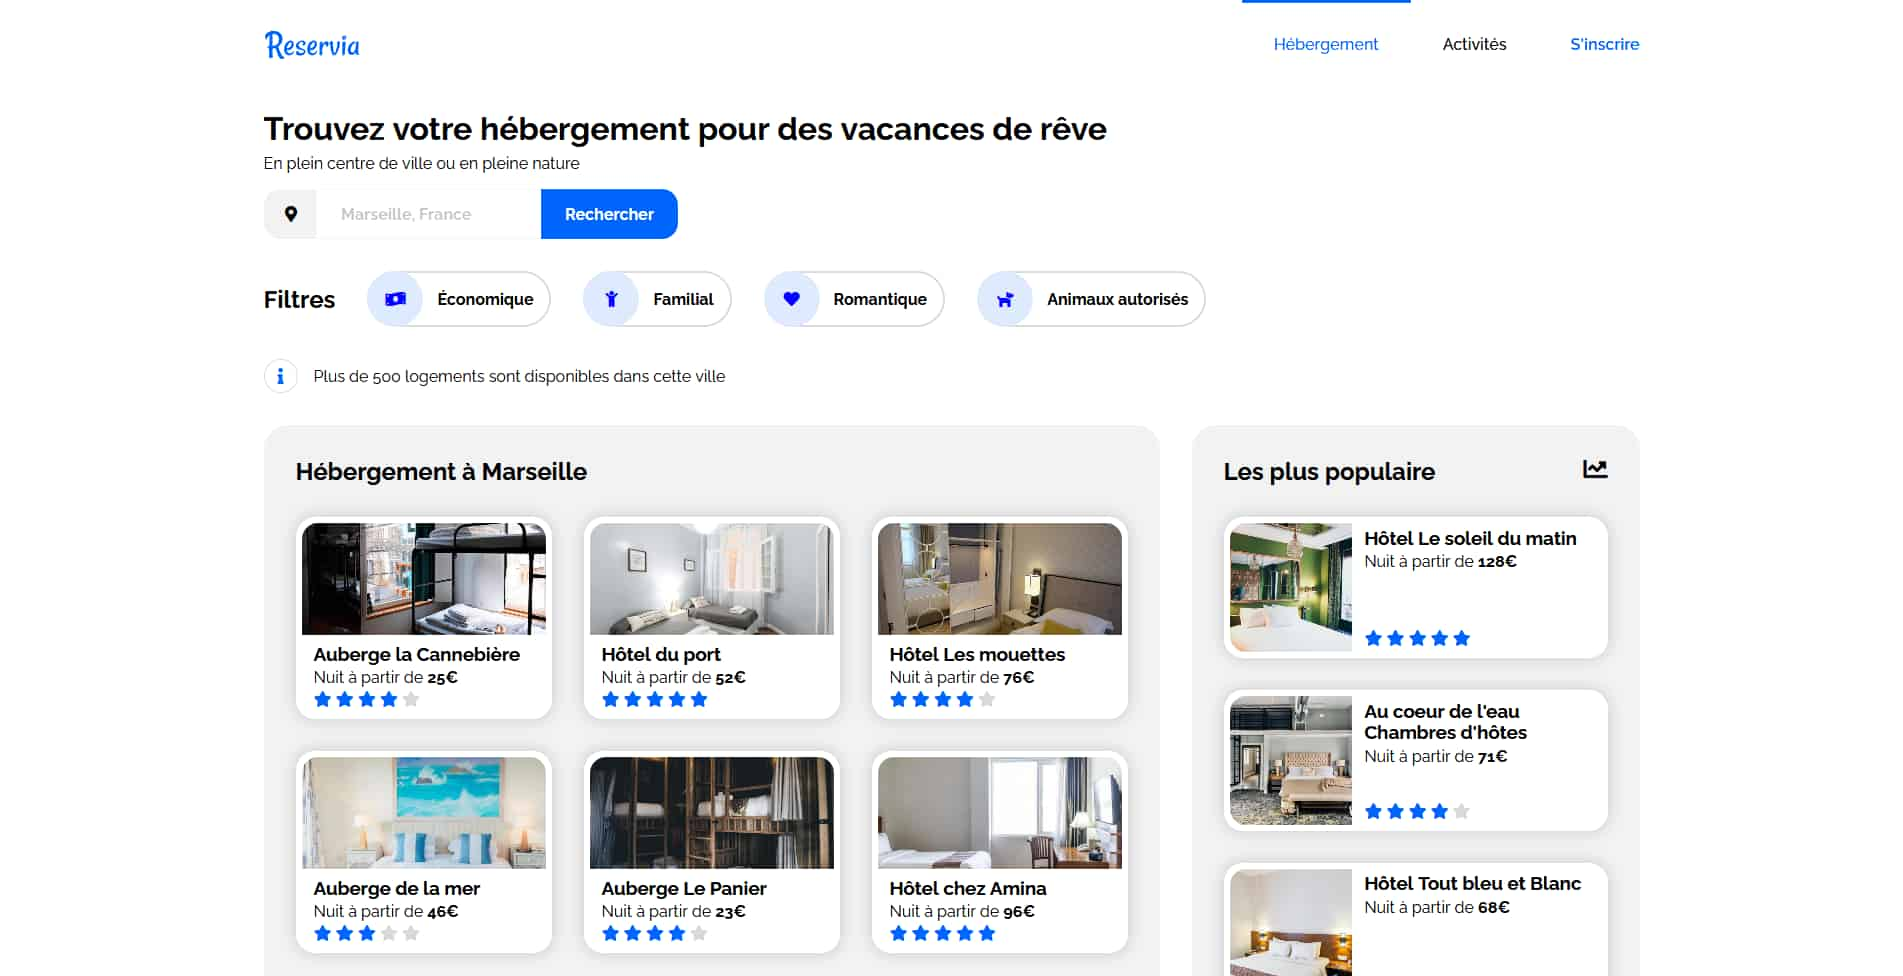 Reservia
Hébergement
Activités
S'inscrire
Trouvez votre hébergement pour des vacances de rêve
En plein centre de ville ou en pleine nature
Marseille, France
Rechercher
Filtres
Économique
Familial
Romantique
Animaux autorisés
Plus de 500 logements sont disponibles dans cette ville
Hébergement à Marseille
Auberge la Cannebière
Nuit à partir de 25€
Hôtel du port
Nuit à partir de 52€
Hôtel Les mouettes
Nuit à partir de 76€
Auberge de la mer
Nuit à partir de 46€
Auberge Le Panier
Nuit à partir de 23€
Hôtel chez Amina
Nuit à partir de 96€
Les plus populaire
Hôtel Le soleil du matin
Nuit à partir de 128€
Au coeur de l'eau
Chambres d'hôtes
Nuit à partir de 71€
Hôtel Tout bleu et Blanc
Nuit à partir de 68€